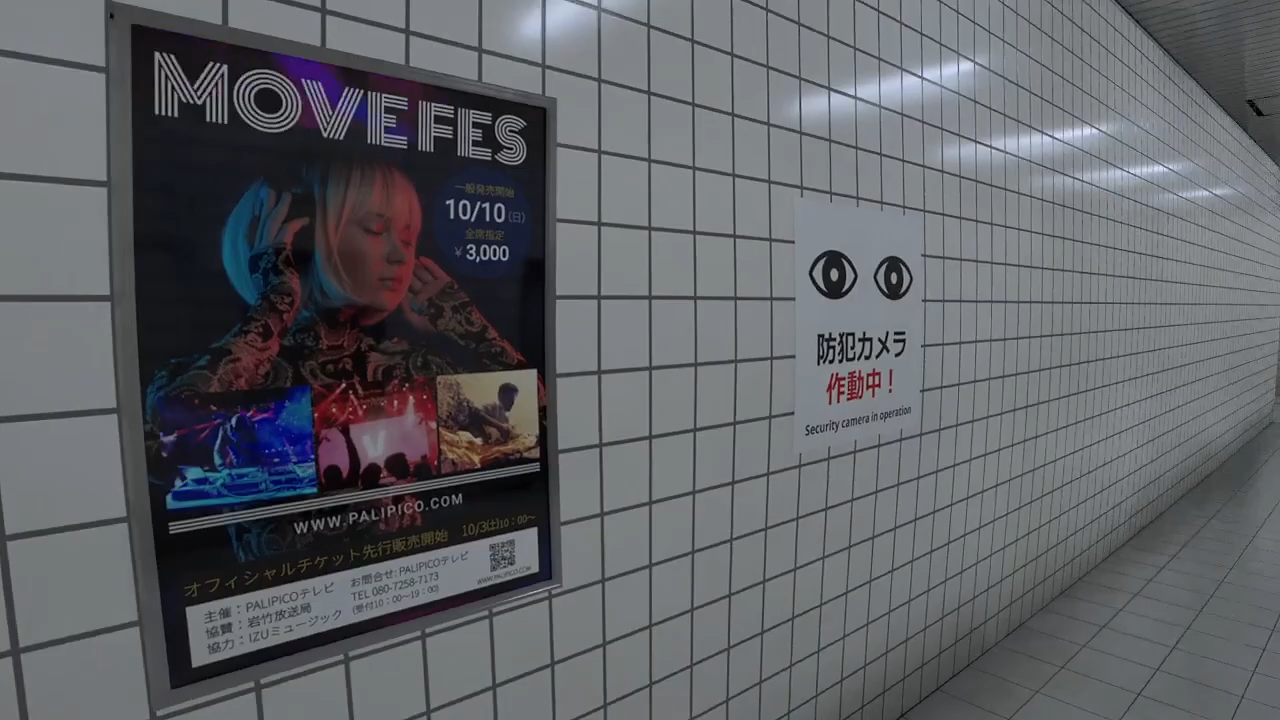 MOVE FES
一般発売開始
10/10(日)
全席指定
¥3,000
WWW.PALIPICO.COM
オフィシャルチケット先行販売開始 10/3(土)10:00〜
主催:PALIPICOテレビ
協賛:岩竹放送局
協力:IZUミュージック
お問合せ:PALIPICOテレビ
TEL 080-7258-7173
(受付10:00〜19:00)
WWW.PALIPICO.COM
防犯カメラ
作動中!
Security camera in operation